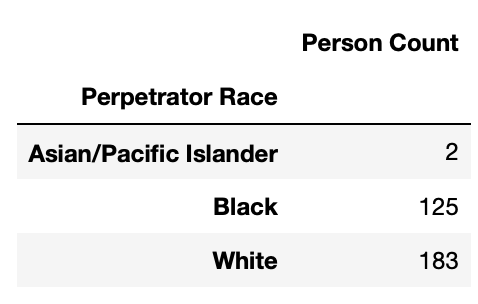 Person Count
Perpetrator Race
Asian/Pacific Islander 2
Black 125
White 183